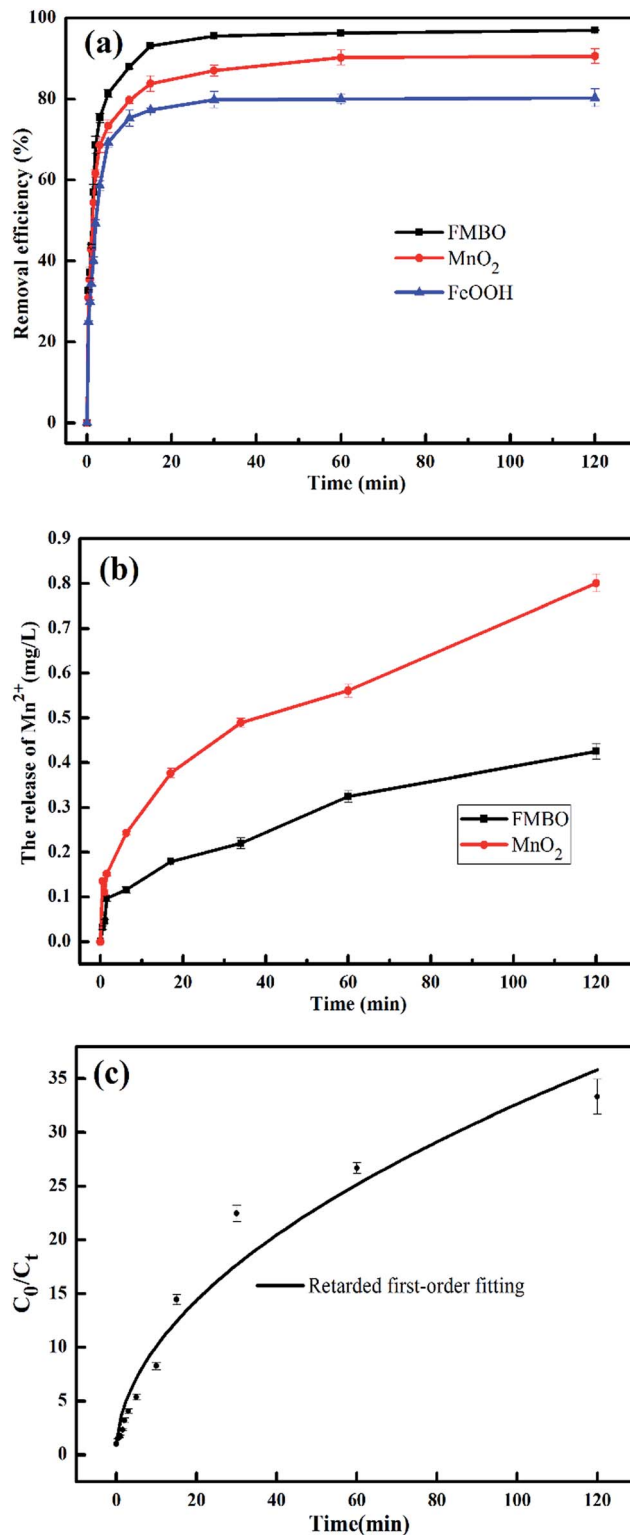 (a)
Removal efficiency (%)
100
80
60
40
20
0
FMBO
MnO₂
FeOOH
0 20 40 60 80 100 120
Time (min)
(b)
The release of Mn²⁺(mg/L)
0.9
0.8
0.7
0.6
0.5
0.4
0.3
0.2
0.1
0.0
FMBO
MnO₂
0 20 40 60 80 100 120
Time (min)
(c)
C₀/Cₜ
35
30
25
20
15
10
5
0
Retarded first-order fitting
0 20 40 60 80 100 120
Time(min)